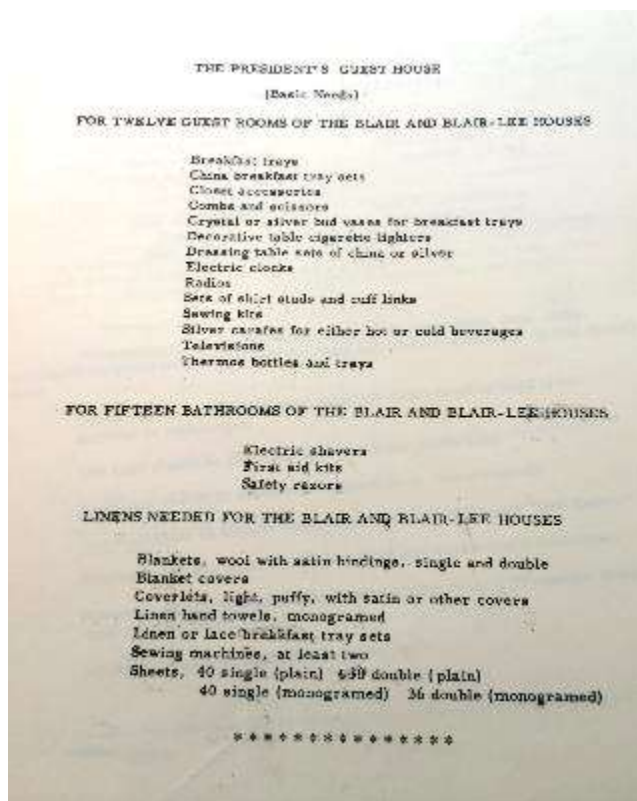 THE PRESIDENT'S GUEST HOUSE
(Basic Needs)
FOR TWELVE GUEST ROOMS OF THE BLAIR AND BLAIR-LEE HOUSES
Breakfast trays
China breakfast tray sets
Closet accessories
Combs and scissors
Crystal or silver bud vases for breakfast trays
Decorative table cigarette lighters
Dressing table sets of china or silver
Electric clocks
Radios
Sets of shirt studs and cuff links
Sewing kits
Silver carafes for either hot or cold beverages
Televisions
Thermos bottles and trays
FOR FIFTEEN BATHROOMS OF THE BLAIR AND BLAIR-LEE HOUSES
Electric shavers
First aid kits
Safety razors
LINENS NEEDED FOR THE BLAIR AND BLAIR-LEE HOUSES
Blankets, wool with satin bindings, single and double
Blanket covers
Coverlets, light, puffy, with satin or other covers
Linen hand towels, monogramed
Linen or lace breakfast tray sets
Sewing machines, at least two
Sheets, 40 single (plain) double (plain)
40 single (monogramed) 36 double (monogramed)
* * * * * * * * * * * * * * *